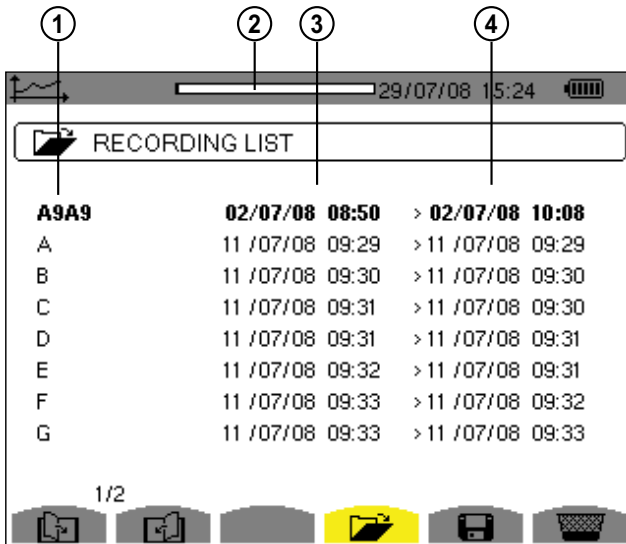 1 2 3 4
29/07/08 15:24
RECORDING LIST
A9A9 02/07/08 08:50 > 02/07/08 10:08
A 11 /07/08 09:29 >11 /07/08 09:29
B 11 /07/08 09:30 >11 /07/08 09:30
C 11 /07/08 09:31 >11 /07/08 09:30
D 11 /07/08 09:31 >11 /07/08 09:31
E 11 /07/08 09:32 >11 /07/08 09:31
F 11 /07/08 09:33 >11 /07/08 09:32
G 11 /07/08 09:33 >11 /07/08 09:33
1/2